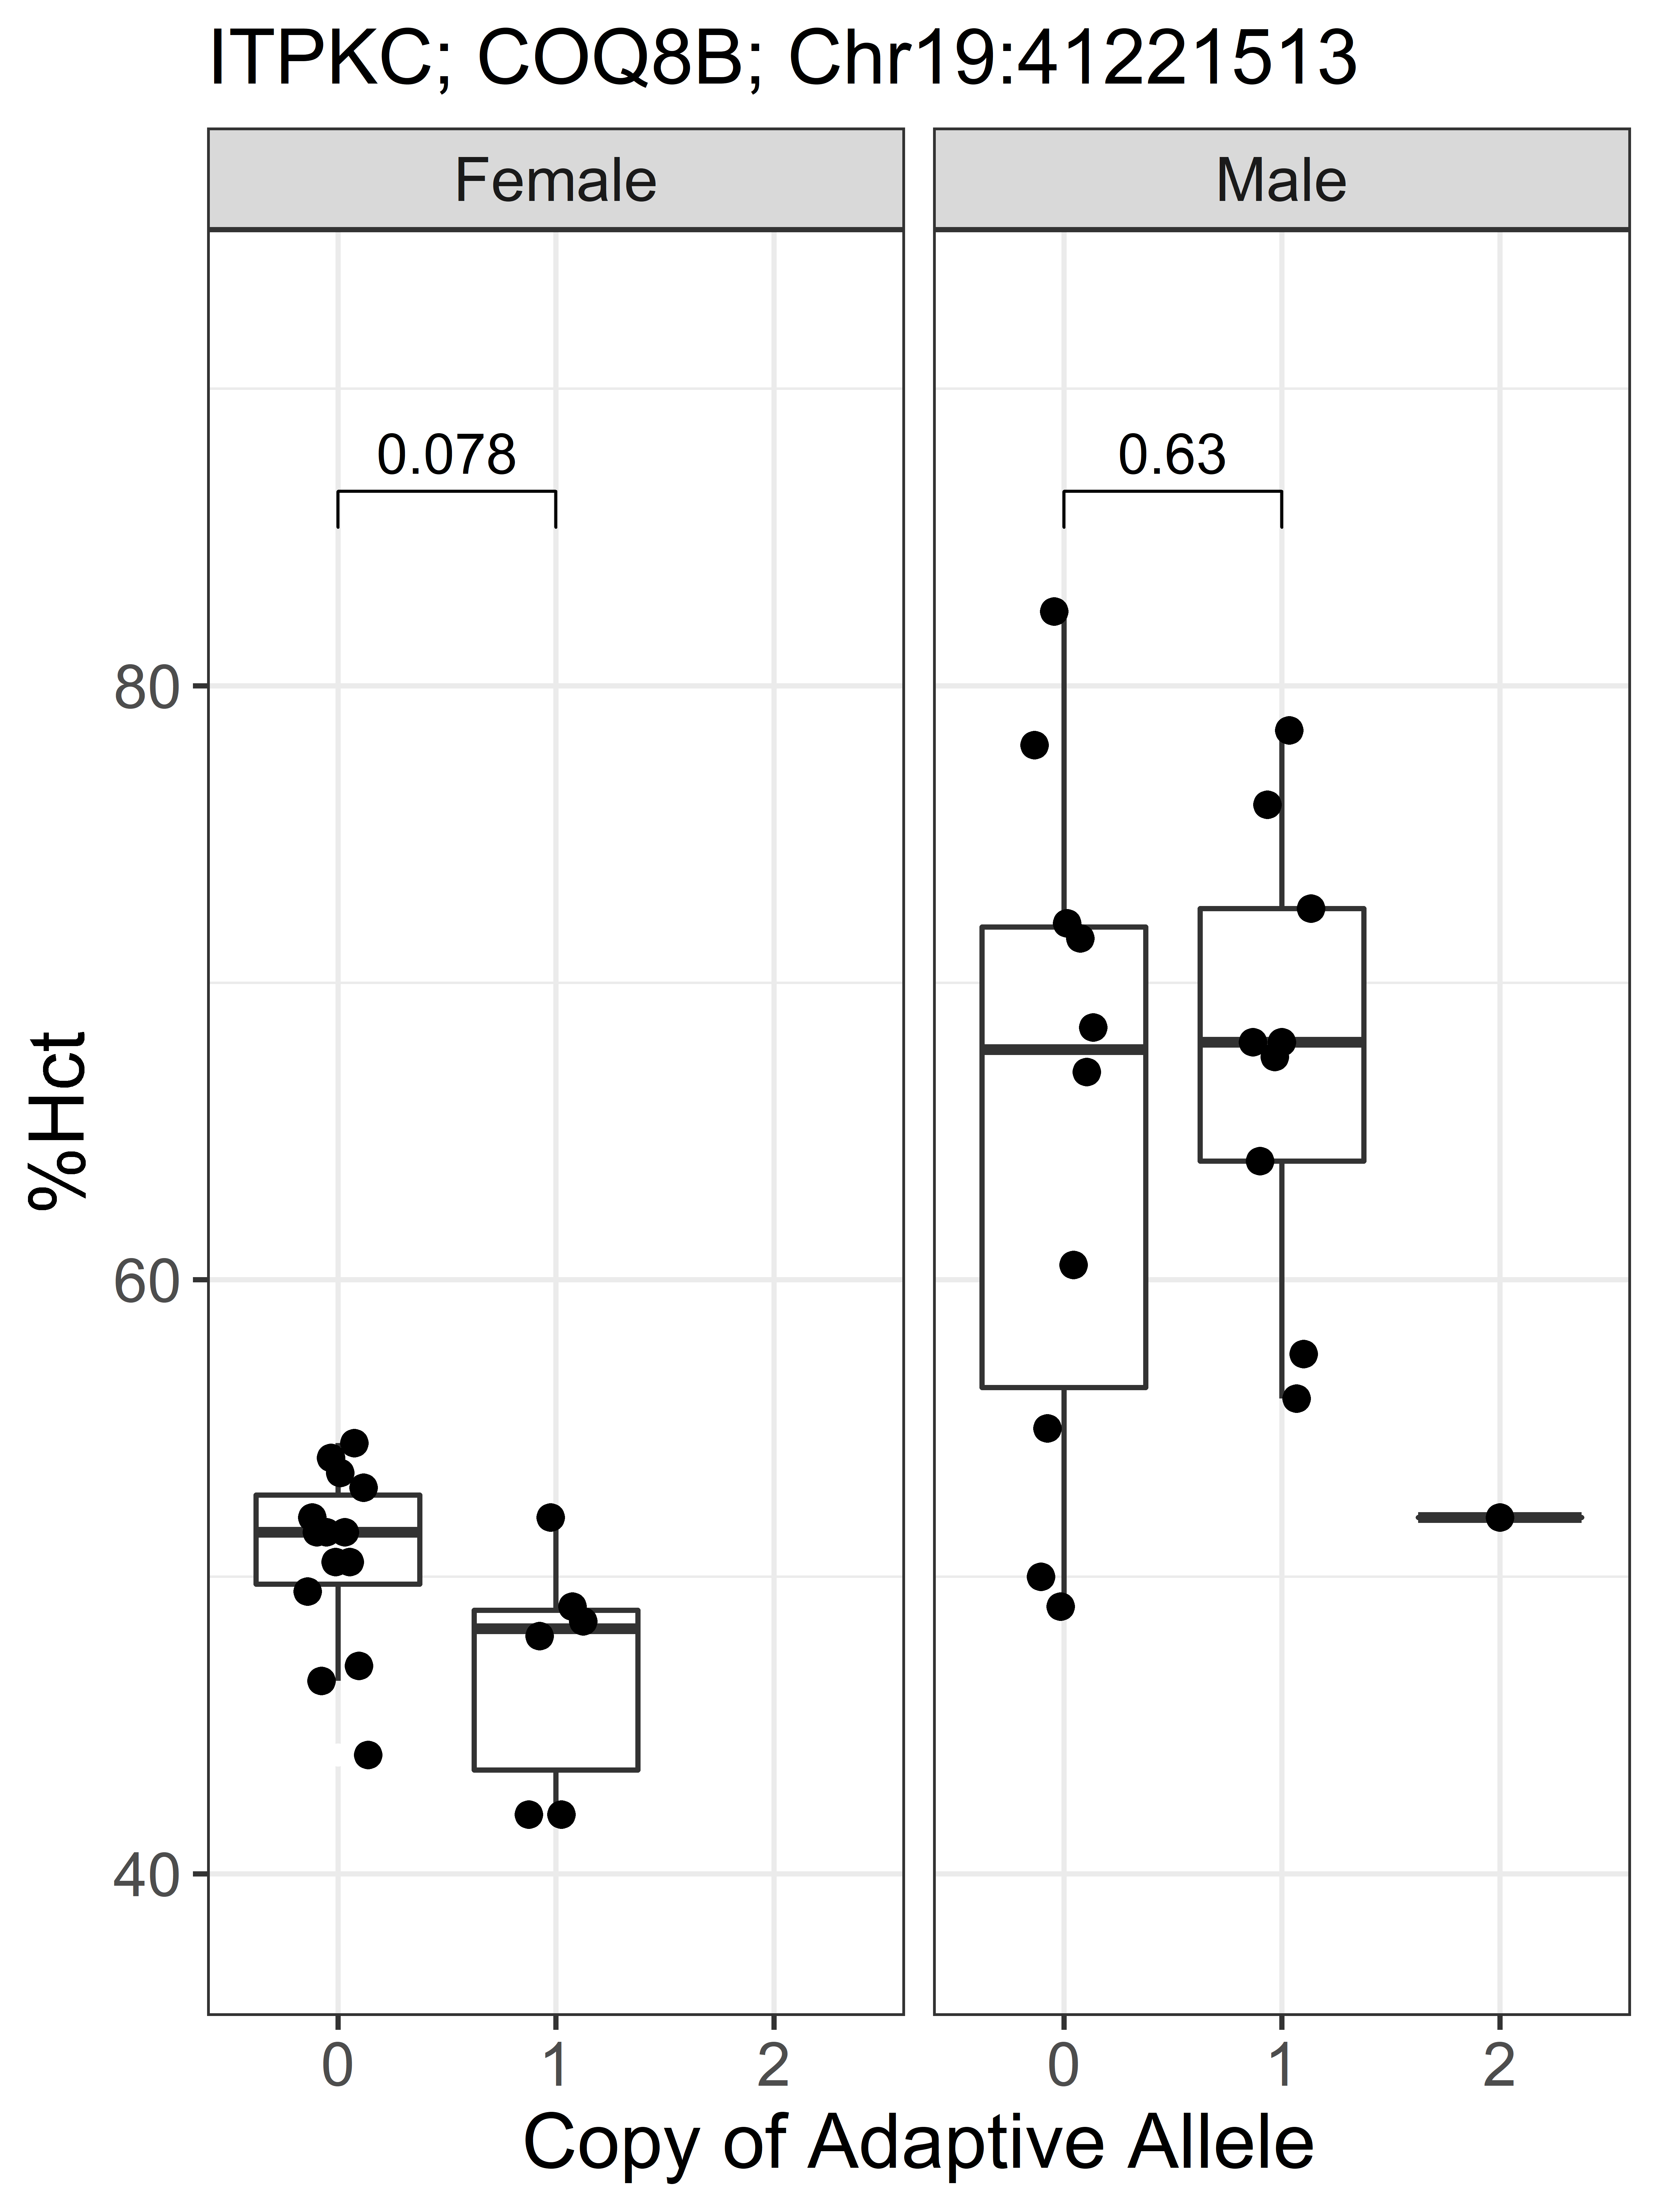 ITPKC; COQ8B; Chr19:41221513
Female
Male
0.078
0.63
80
60
40
%Hct
0 1 2
0 1 2
Copy of Adaptive Allele